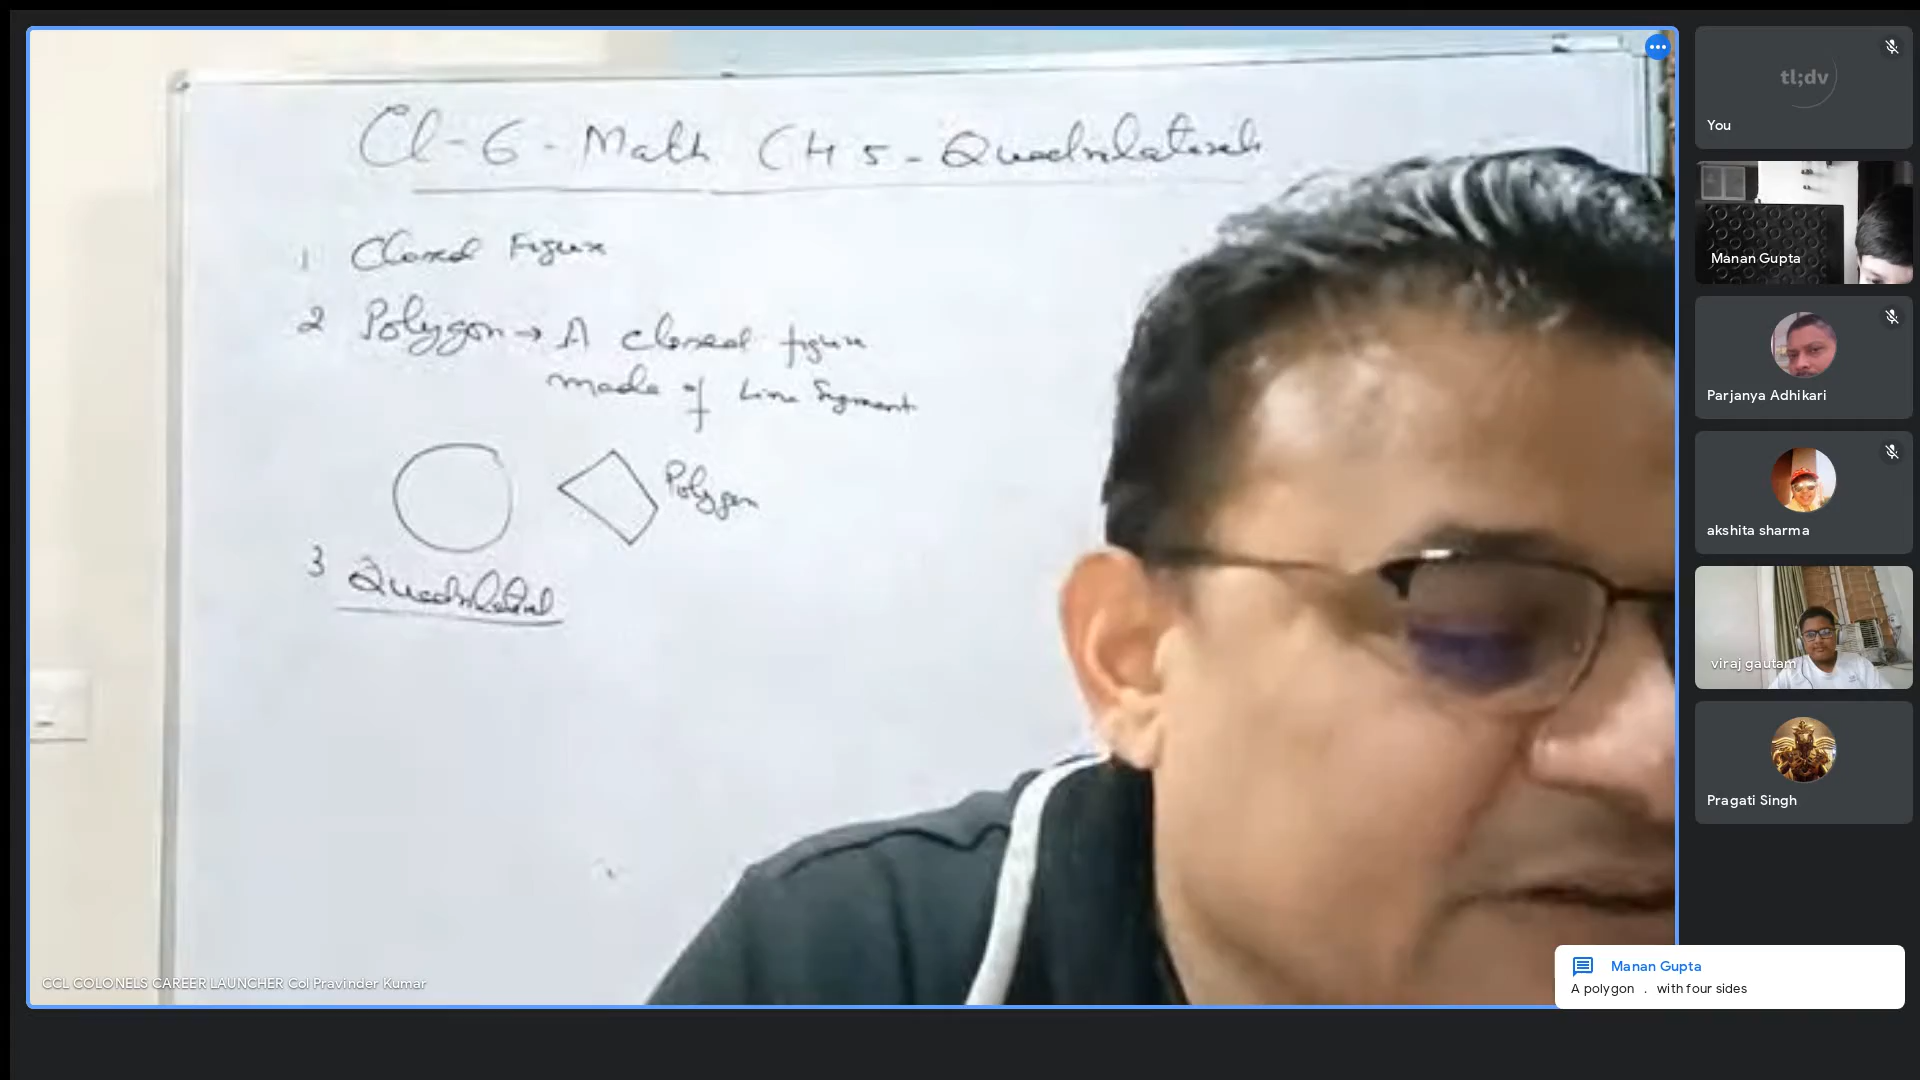 Cl-6-Math CH 5-Quadrilaterals
1 Closed Figure
2 Polygon → A closed figure
made of Line Segment
Polygon
3 Quadrilateral
CCL COLONELS CAREER LAUNCHER Col Pravinder Kumar
tl;dv
You
Manan Gupta
Parjanya Adhikari
akshita sharma
viraj gautam
Pragati Singh
Manan Gupta
A polygon . with four sides